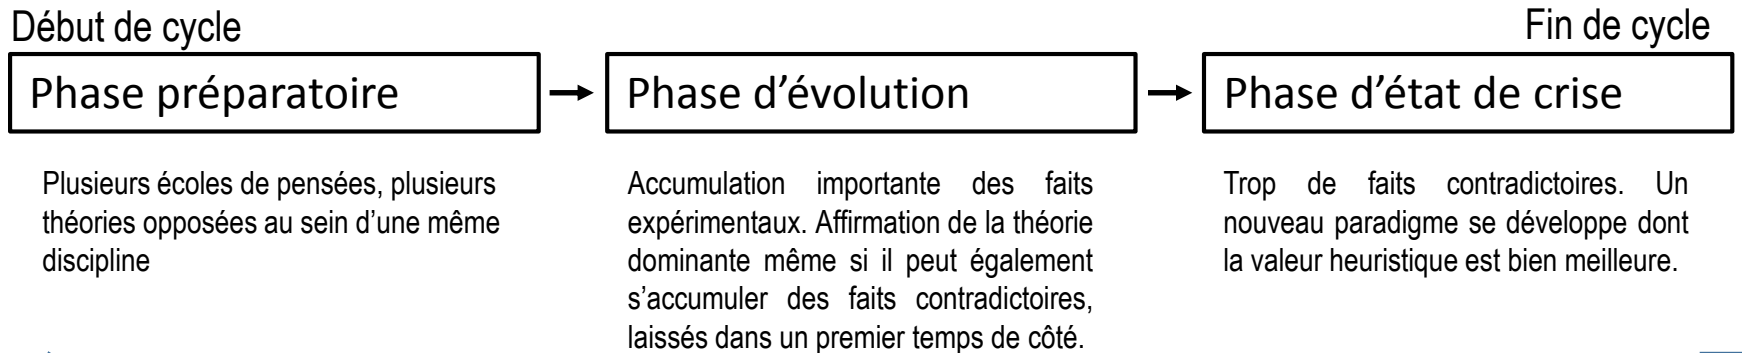 Début de cycle
Fin de cycle
Phase préparatoire
Phase d’évolution
Phase d’état de crise
Plusieurs écoles de pensées, plusieurs
théories opposées au sein d’une même
discipline
Accumulation importante des faits
expérimentaux. Affirmation de la théorie
dominante même si il peut également
s’accumuler des faits contradictoires,
laissés dans un premier temps de côté.
Trop de faits contradictoires. Un
nouveau paradigme se développe dont
la valeur heuristique est bien meilleure.